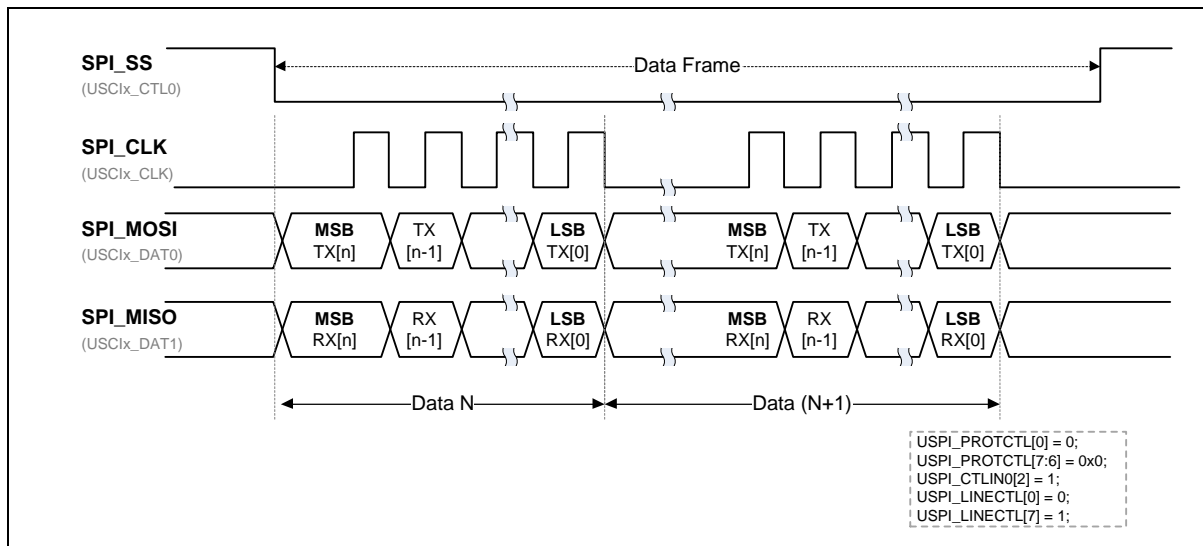 SPI_SS
(USCIx_CTL0)
Data Frame
SPI_CLK
(USCIx_CLK)
SPI_MOSI
(USCIx_DAT0)
MSB
TX[n]
TX
[n-1]
LSB
TX[0]
MSB
TX[n]
TX
[n-1]
LSB
TX[0]
SPI_MISO
(USCIx_DAT1)
MSB
RX[n]
RX
[n-1]
LSB
RX[0]
MSB
RX[n]
RX
[n-1]
LSB
RX[0]
Data N
Data (N+1)
USPI_PROTCTL[0] = 0;
USPI_PROTCTL[7:6] = 0x0;
USPI_CTLIN0[2] = 1;
USPI_LINECTL[0] = 0;
USPI_LINECTL[7] = 1;